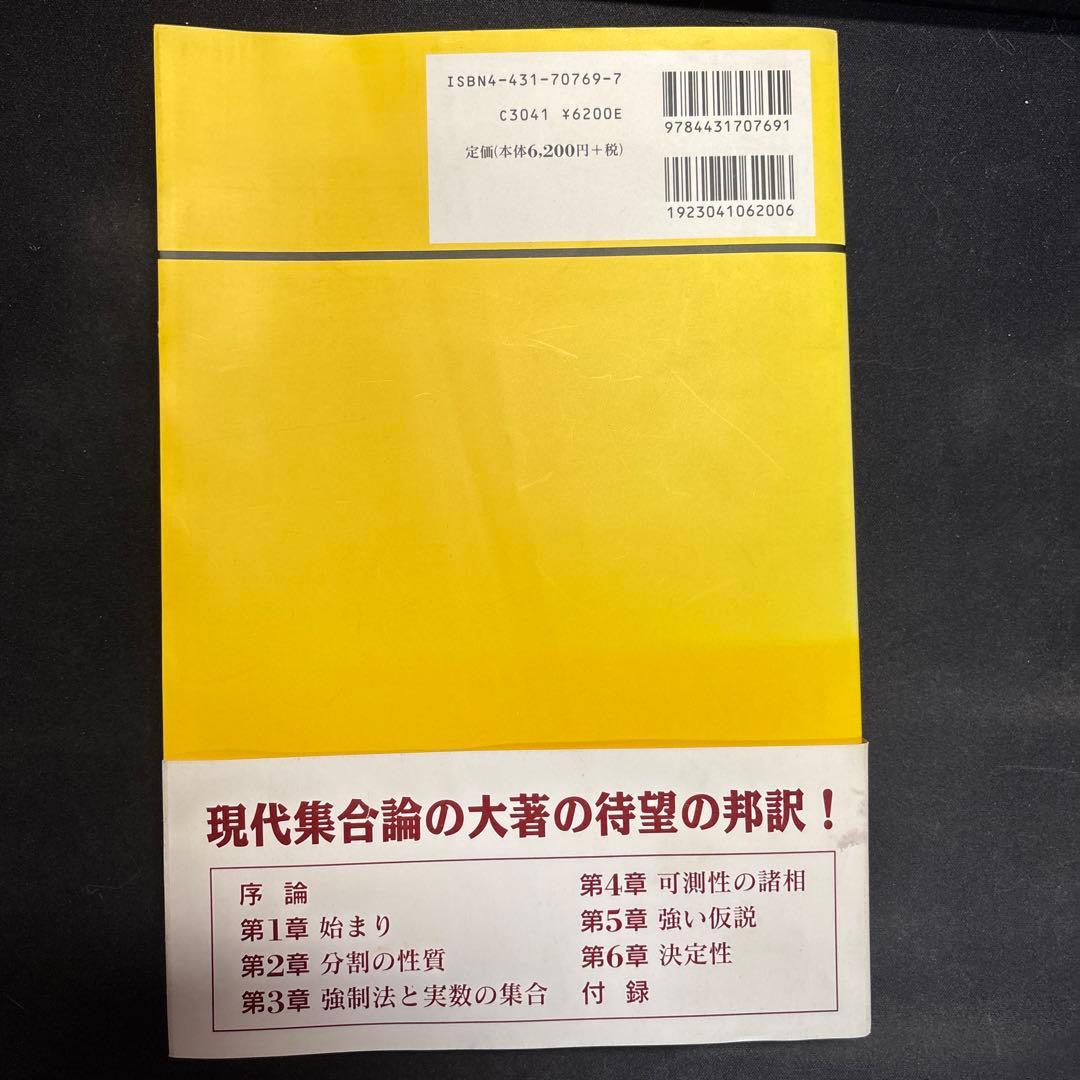 ISBN4-431-70769-7
C3041 ¥6200E
定価(本体6,200円+税)
9784431707691
1923041062006
現代集合論の大著の待望の邦訳!
序 論
第1章 始まり
第2章 分割の性質
第3章 強制法と実数の集合
第4章 可測性の諸相
第5章 強い仮説
第6章 決定性
付 録